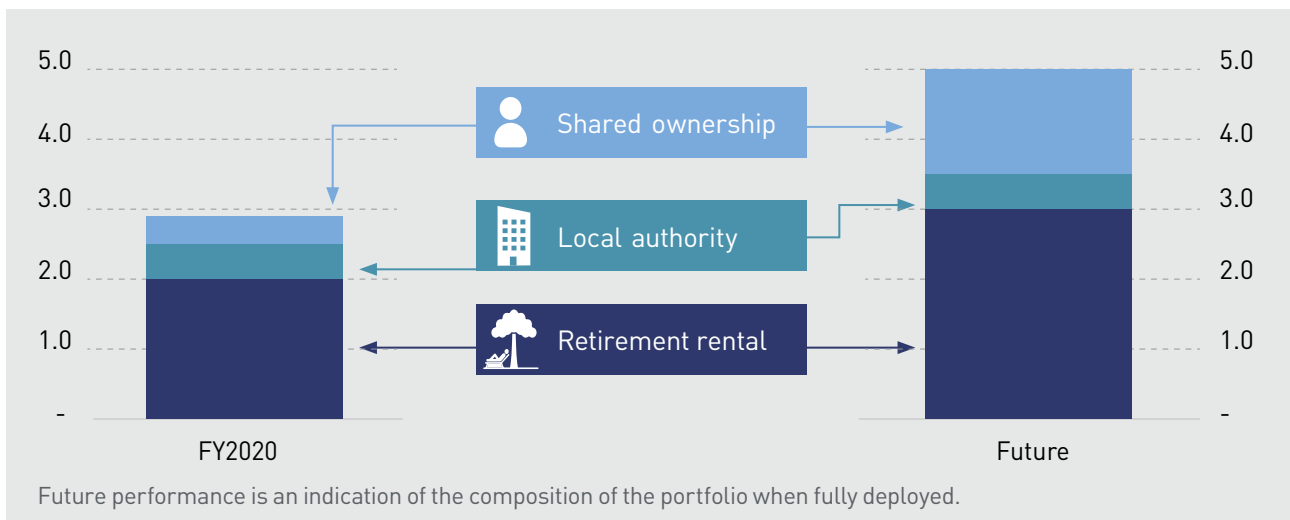 5.0
4.0
3.0
2.0
1.0
-
FY2020
Shared ownership
Local authority
Retirement rental
5.0
4.0
3.0
2.0
1.0
-
Future
Future performance is an indication of the composition of the portfolio when fully deployed.